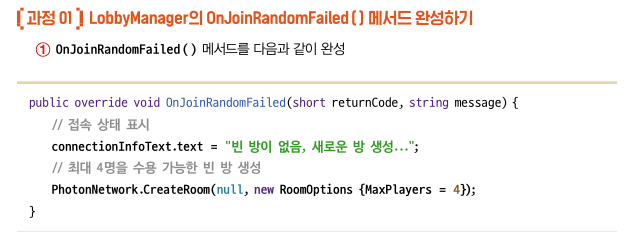 [과정 01] LobbyManager의 OnJoinRandomFailed() 메서드 완성하기
① OnJoinRandomFailed() 메서드를 다음과 같이 완성
public override void OnJoinRandomFailed(short returnCode, string message) {
// 접속 상태 표시
connectionInfoText.text = "빈 방이 없음, 새로운 방 생성...";
// 최대 4명을 수용 가능한 빈 방 생성
PhotonNetwork.CreateRoom(null, new RoomOptions {MaxPlayers = 4});
}